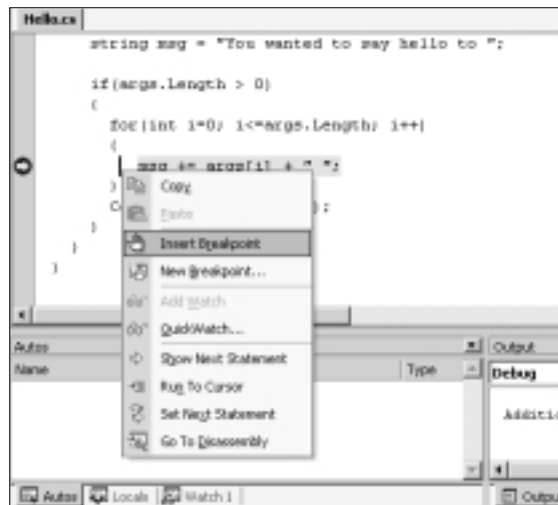 Hello.cs
string msg = "You wanted to say hello to ";
if(args.Length > 0)
{
for(int i=0; i<=args.Length; i++)
{
msg += args[i] + " ";
}
);
}
}
}
Copy
Paste
Insert Breakpoint
New Breakpoint...
Add Watch
QuickWatch...
Show Next Statement
Run To Cursor
Set Next Statement
Go To Disassembly
Autos
Name
Type
Output
Debug
Additio
Autos
Locals
Watch 1
Outpu